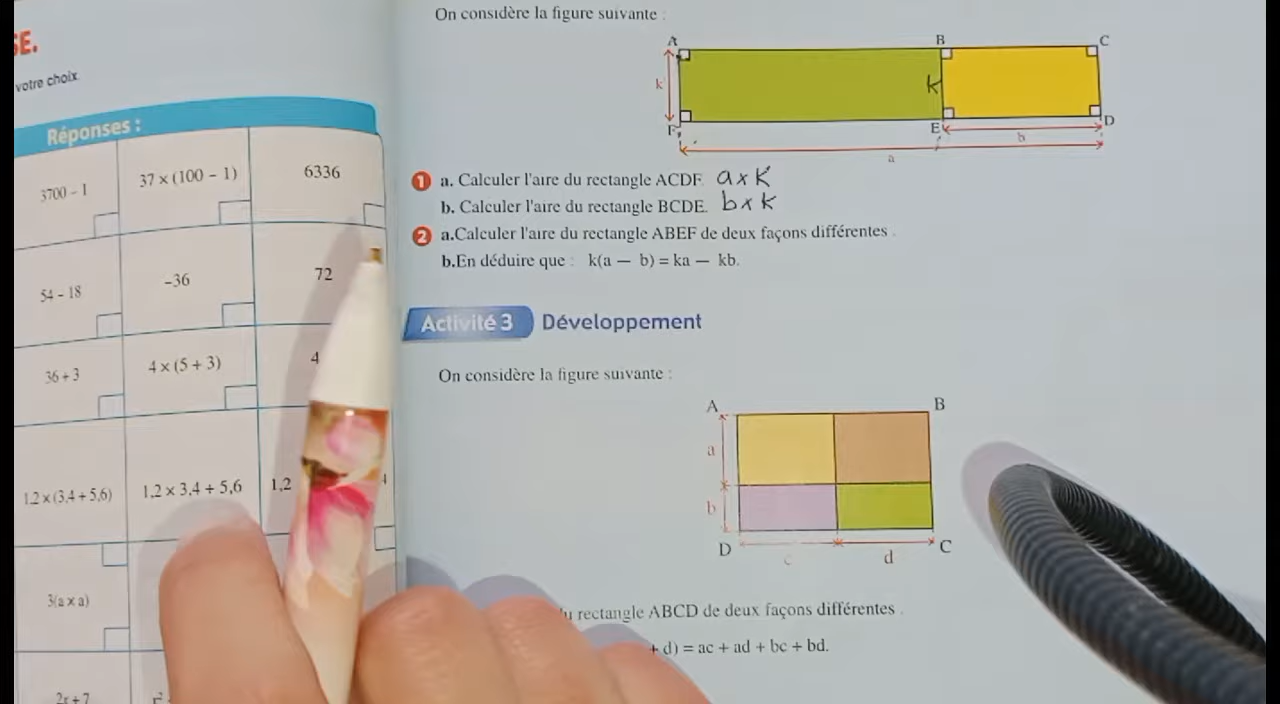 SE.
votre choix
Réponses :
3700 - 1
37 × (100 - 1)
6336
54 - 18
-36
72
36 + 3
4 × (5 + 3)
4
1,2 × (3,4 + 5,6)
1,2 × 3,4 + 5,6
1,2
3(a × a)
2r + 7
On considère la figure suivante :
A B C
k k
F E D
b
a
1 a. Calculer l'aire du rectangle ACDF. a × k
b. Calculer l'aire du rectangle BCDE. b × k
2 a.Calculer l'aire du rectangle ABEF de deux façons différentes .
b.En déduire que : k(a — b) = ka — kb.
Activité 3 Développement
On considère la figure suivante :
A B
a
b
D C
c d
u rectangle ABCD de deux façons différentes .
+ d) = ac + ad + bc + bd.